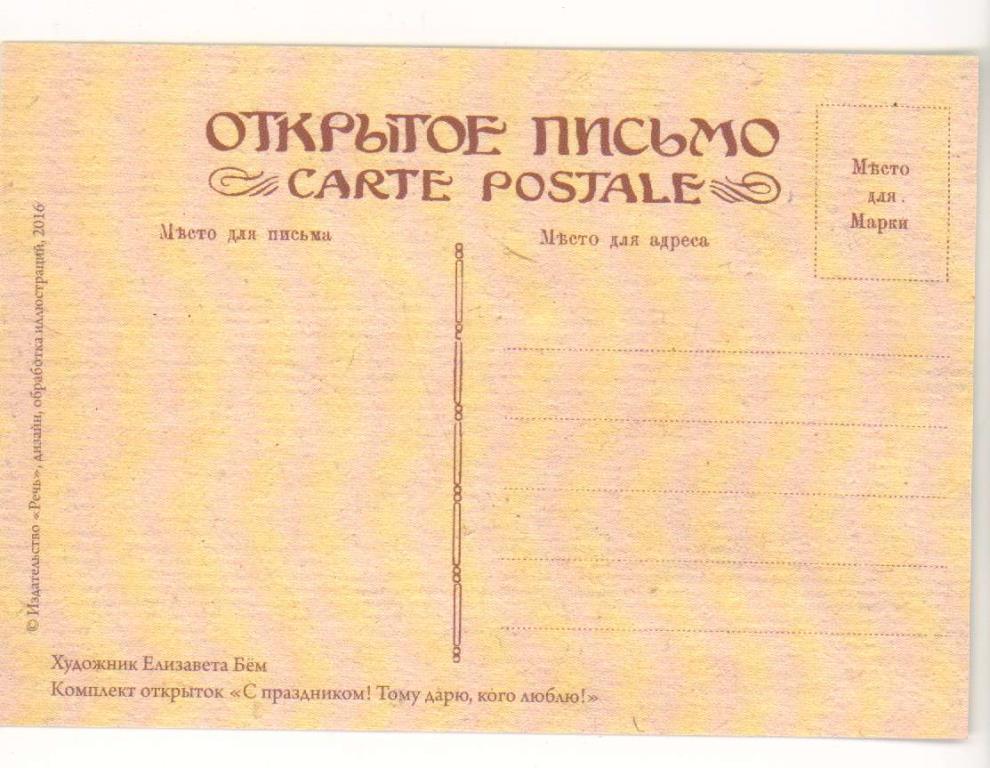 ОТКРЫТОЕ ПИСЬМО
CARTE POSTALE
Мѣсто для письма
Мѣсто для адреса
Мѣсто
для
Марки
© Издательство «Речь», дизайн, обработка иллюстраций, 2016
Художник Елизавета Бём
Комплект открыток «С праздником! Тому дарю, кого люблю!»